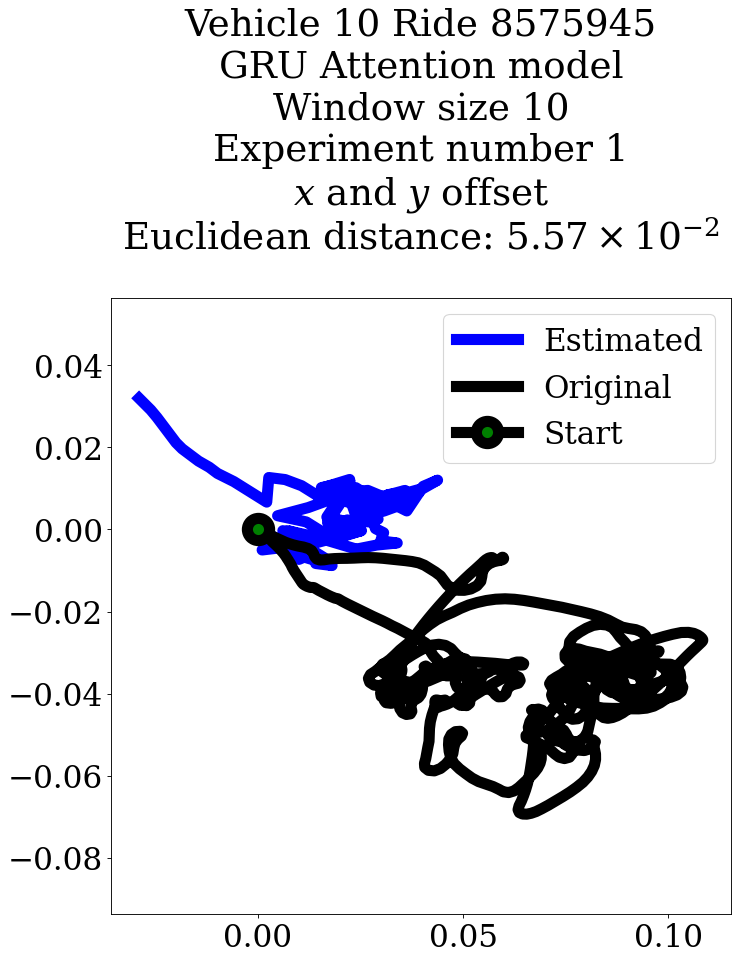 Vehicle 10 Ride 8575945
GRU Attention model
Window size 10
Experiment number 1
x and y offset
Euclidean distance: 5.57 × 10⁻²
Estimated
Original
Start
0.04
0.02
0.00
−0.02
−0.04
−0.06
−0.08
0.00 0.05 0.10